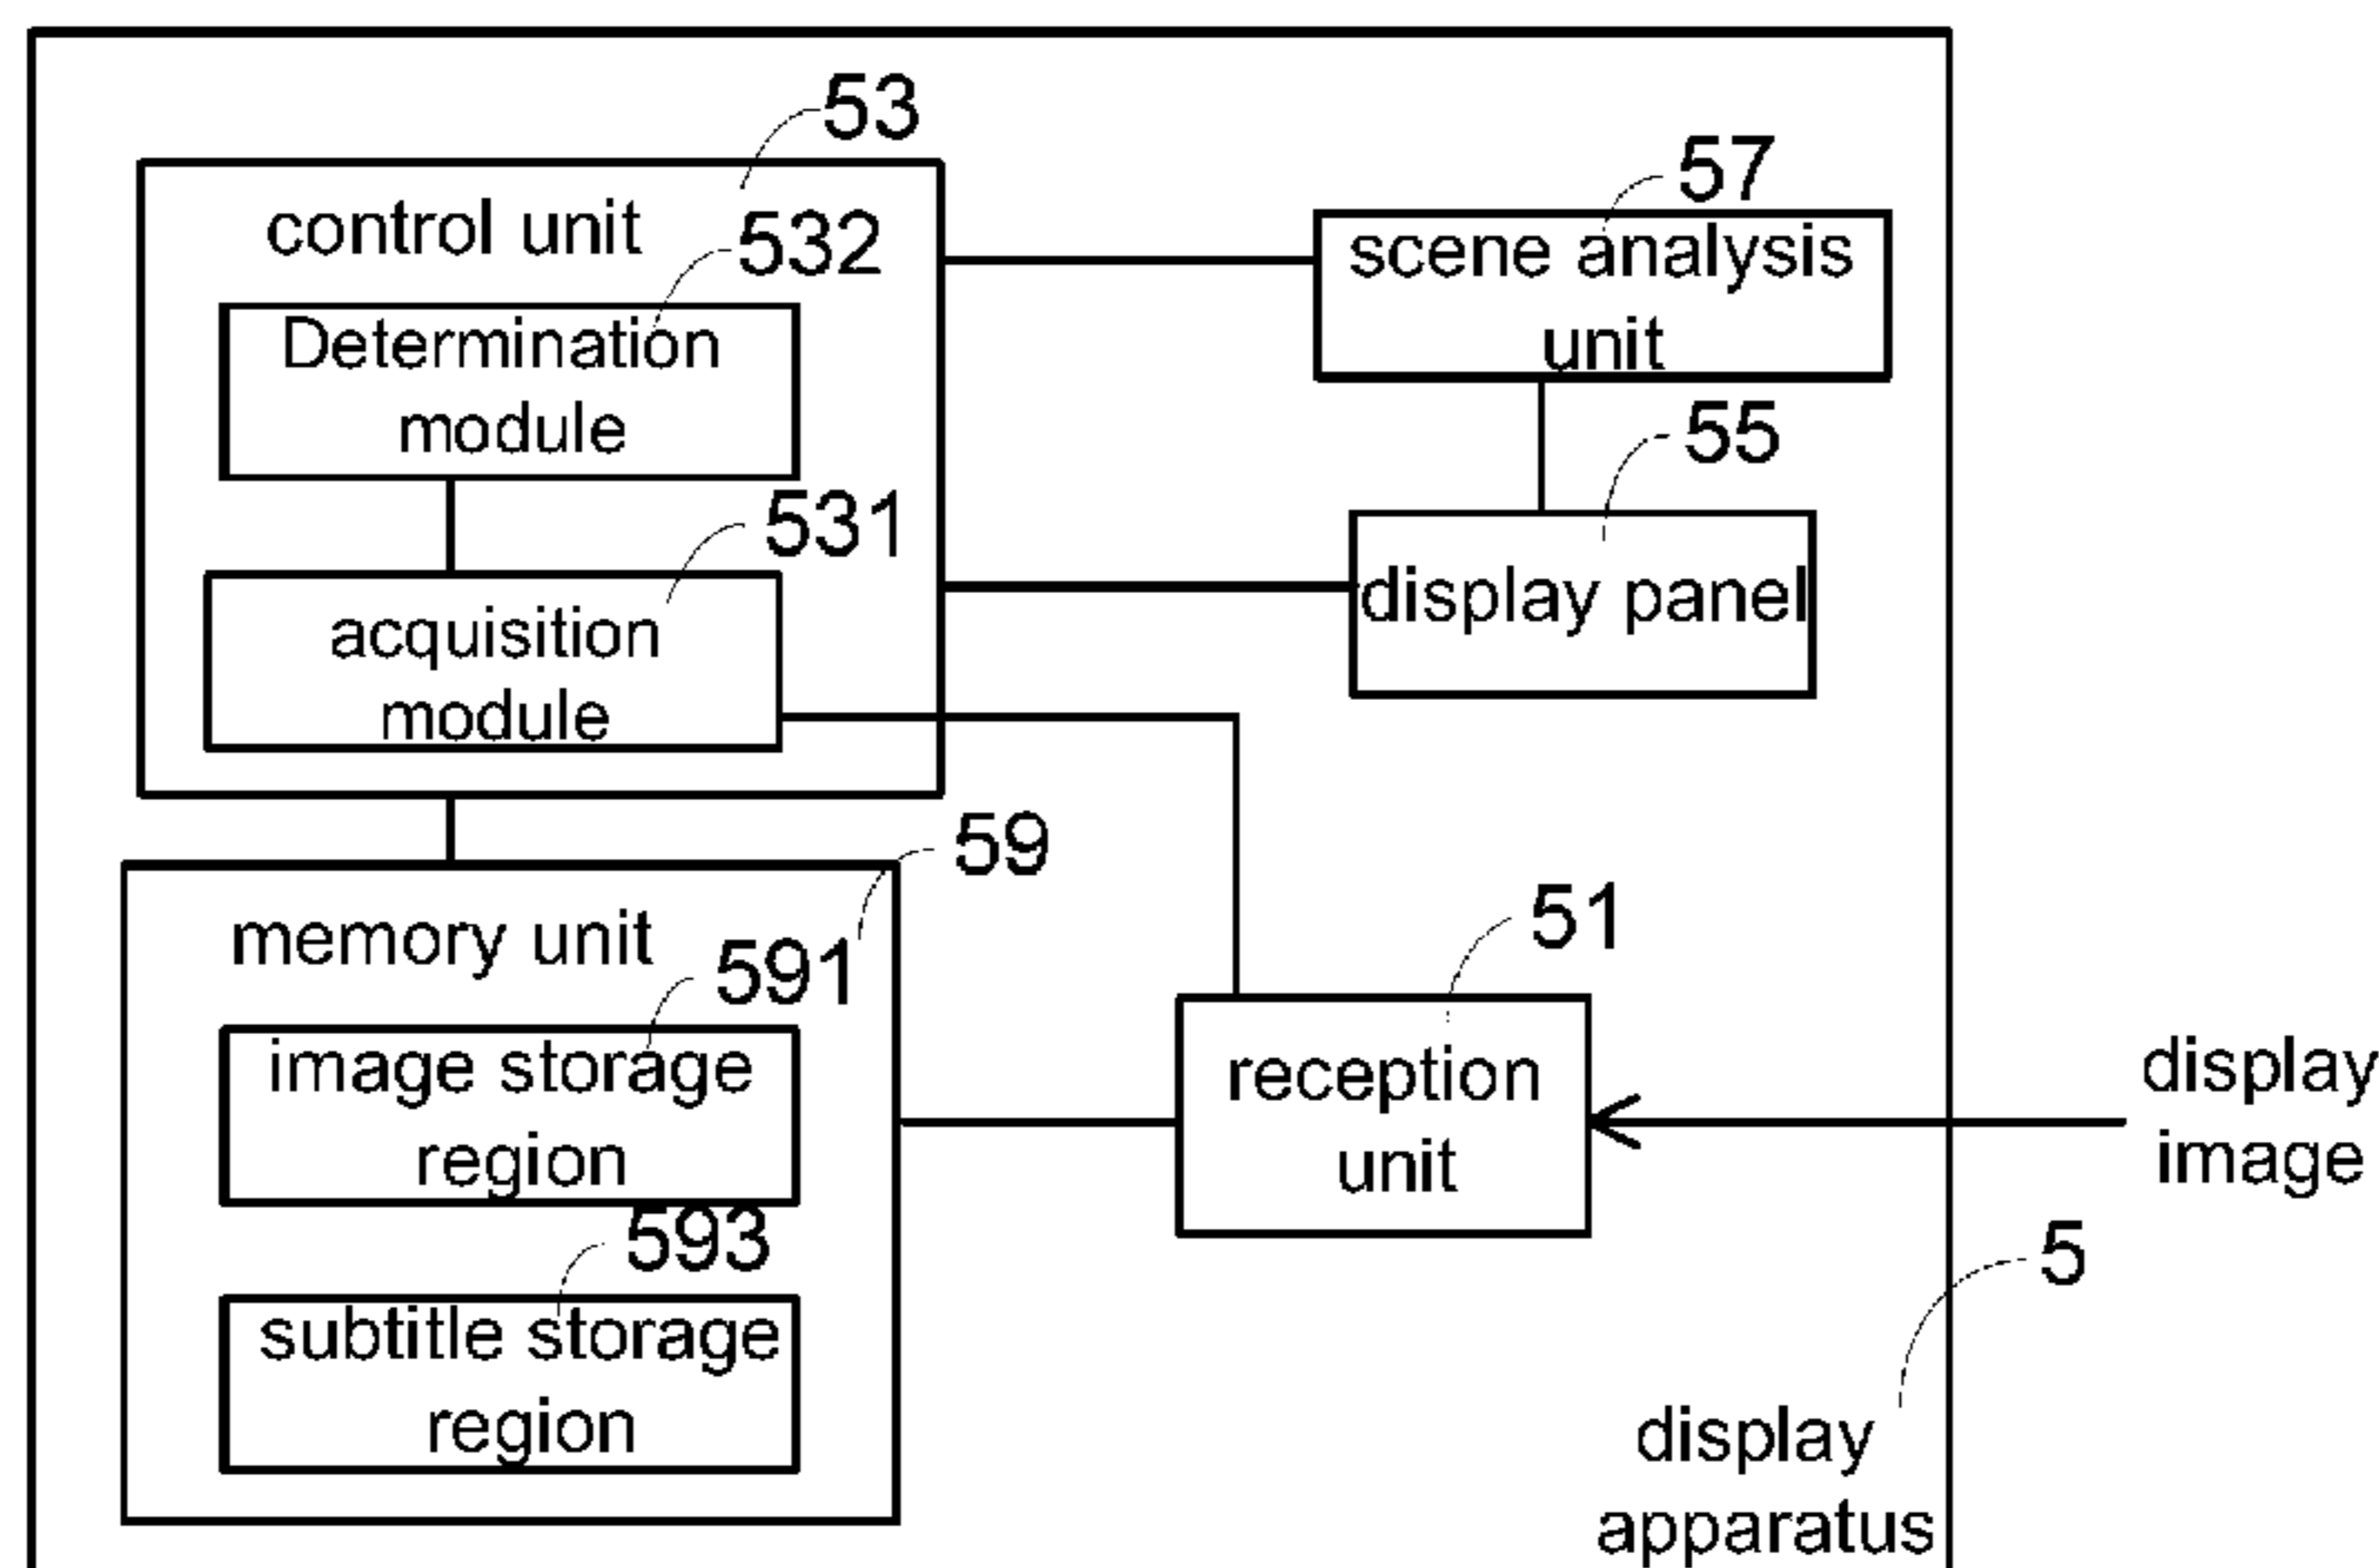 53
control unit
532
Determination
module
531
acquisition
module
57
scene analysis
unit
55
display panel
59
memory unit
591
image storage
region
593
subtitle storage
region
51
reception
unit
display
image
5
display
apparatus